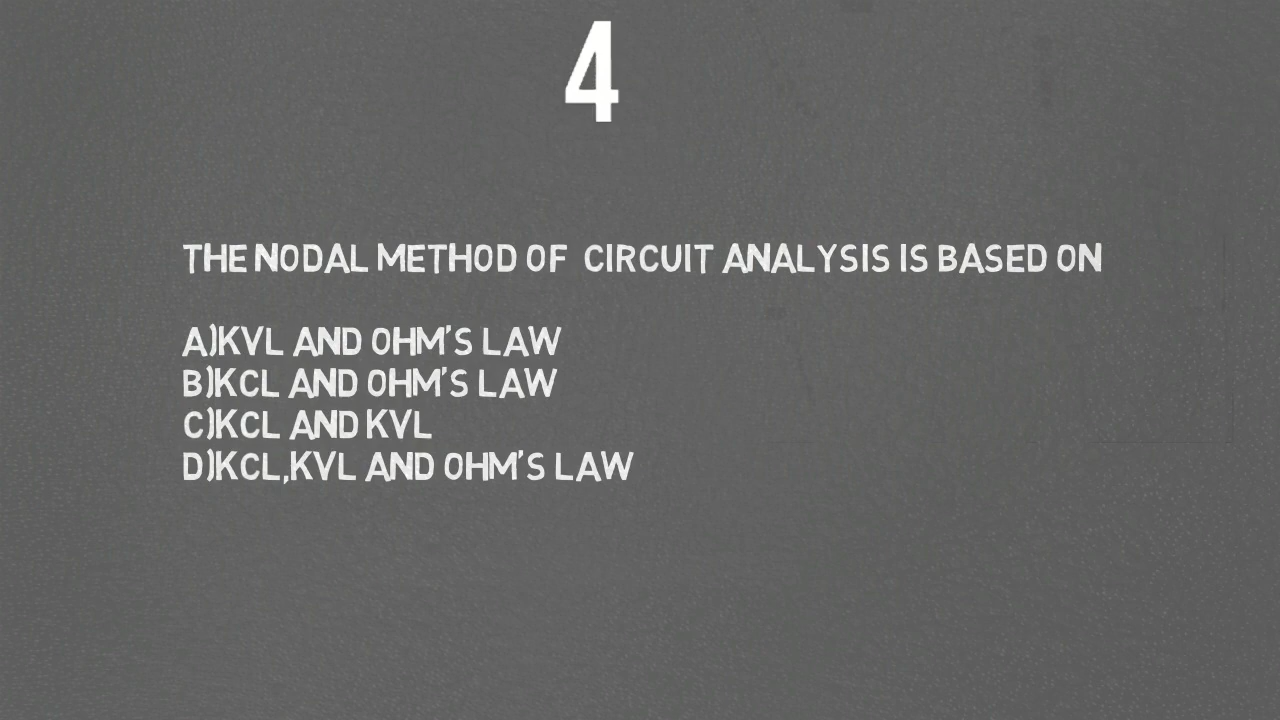 4
THE NODAL METHOD OF CIRCUIT ANALYSIS IS BASED ON
A)KVL AND OHM'S LAW
B)KCL AND OHM'S LAW
C)KCL AND KVL
D)KCL,KVL AND OHM'S LAW